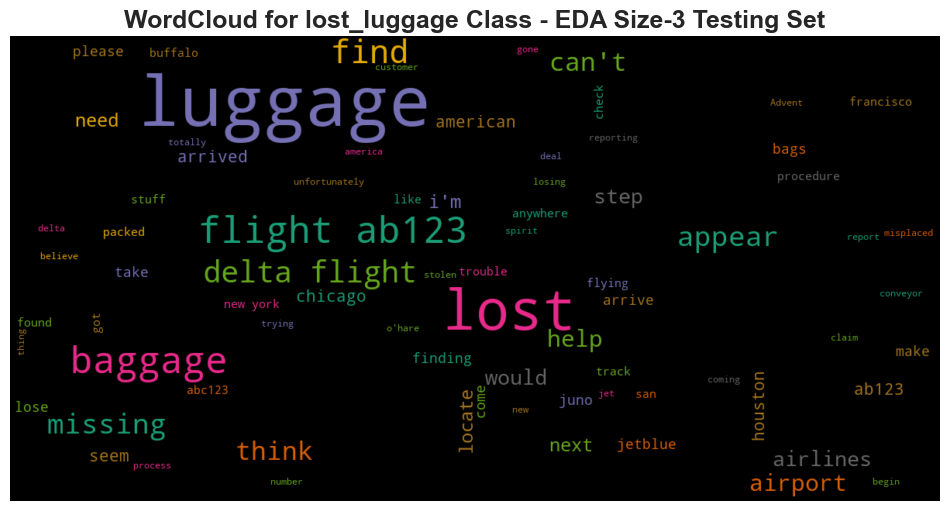 WordCloud for lost_luggage Class - EDA Size-3 Testing Set
please
buffalo
find
gone
customer
can't
luggage
check
Advent
francisco
need
american
totally
arrived
america
reporting
deal
bags
unfortunately
losing
procedure
stuff
like
i'm
step
anywhere
delta
packed
flight ab123
spirit
appear
report
misplaced
believe
take
delta flight
stolen
trouble
flying
conveyor
new york
chicago
arrive
found
got
trying
lost
o'hare
claim
thing
baggage
finding
help
make
abc123
would
track
coming
ab123
lose
locate
come
juno
jet
san
houston
new
missing
seem
think
next
jetblue
airlines
process
number
airport
begin